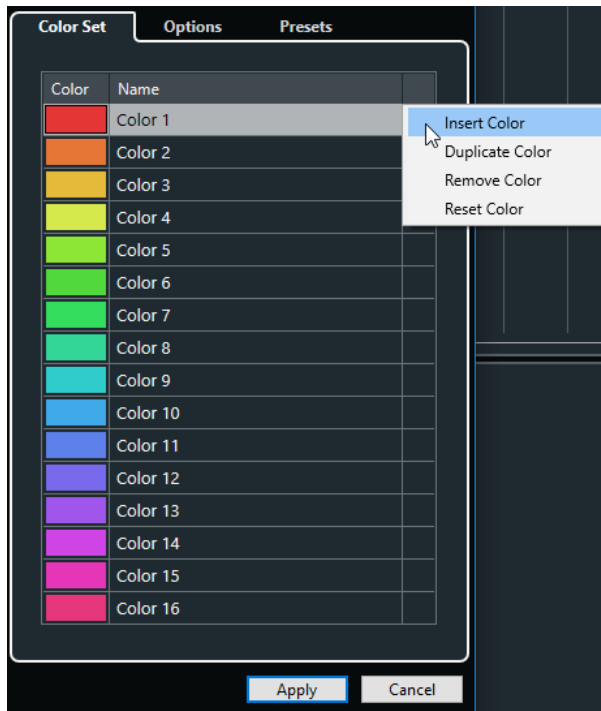 Color Set Options Presets
Color Name
Color 1
Insert Color
Color 2
Duplicate Color
Color 3
Remove Color
Color 4
Reset Color
Color 5
Color 6
Color 7
Color 8
Color 9
Color 10
Color 11
Color 12
Color 13
Color 14
Color 15
Color 16
Apply Cancel